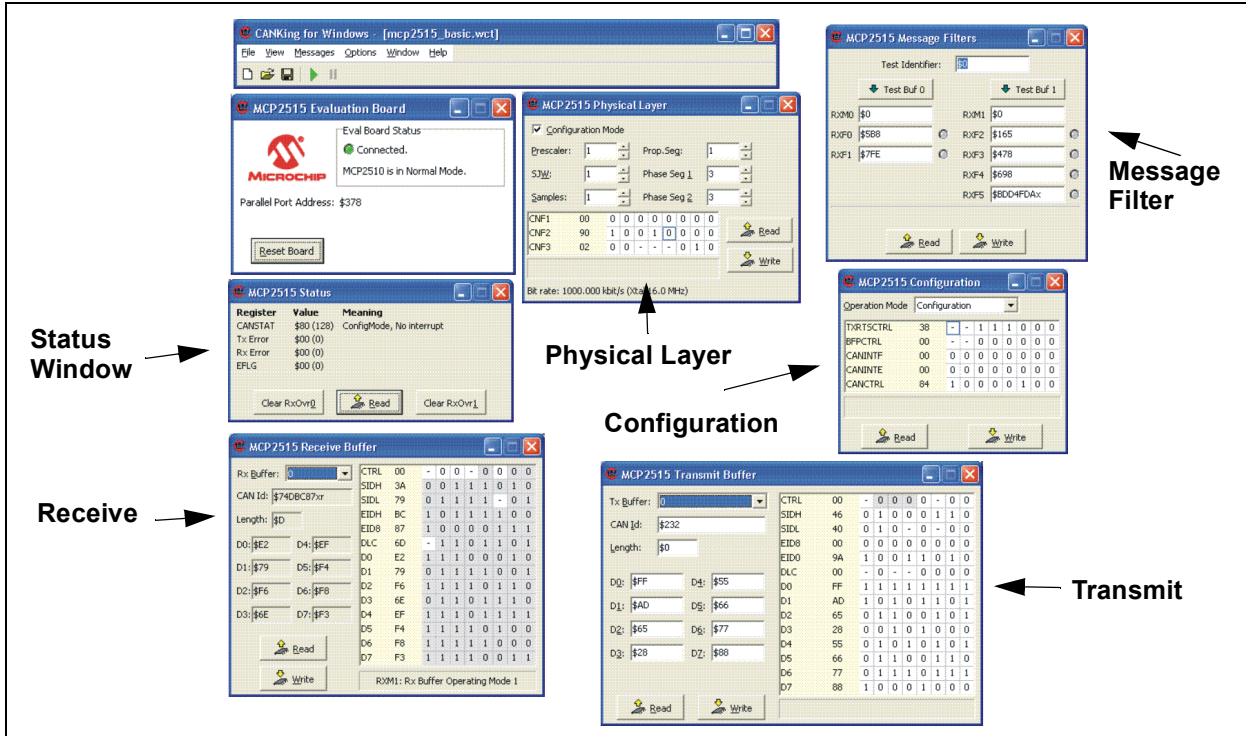 CANKing for Windows - [mcp2515_basic.wct]
File View Messages Options Window Help
MCP2515 Evaluation Board
MICROCHIP
Eval Board Status
Connected.
MCP2510 is in Normal Mode.
Parallel Port Address: $378
Reset Board
MCP2515 Physical Layer
Configuration Mode
Prescaler: 1 Prop.Seg: 1
SJW: 1 Phase Seg 1 3
Samples: 1 Phase Seg 2 3
CNF1 00 0 0 0 0 0 0 0 0
CNF2 90 1 0 0 1 0 0 0 0
CNF3 02 0 0 - - - 0 1 0
Read
Write
Bit rate: 1000.000 kbit/s (Xtal 16.0 MHz)
Physical Layer
MCP2515 Message Filters
Test Identifier: $0
Test Buf 0 Test Buf 1
RXM0 $0 RXM1 $0
RXF0 $5B8 RXF2 $165
RXF1 $7FE RXF3 $478
RXF4 $698
RXF5 $BDD4FDAx
Read Write
Message
Filter
MCP2515 Status
Register Value Meaning
CANSTAT $80 (128) ConfigMode, No interrupt
Tx Error $00 (0)
Rx Error $00 (0)
EFLG $00 (0)
Clear RxOvr0 Read Clear RxOvr1
Status
Window
MCP2515 Configuration
Operation Mode Configuration
TXRTSCTRL 38 - - 1 1 1 0 0 0
BFPCTRL 00 - - 0 0 0 0 0 0
CANINTF 00 0 0 0 0 0 0 0 0
CANINTE 00 0 0 0 0 0 0 0 0
CANCTRL 84 1 0 0 0 0 1 0 0
Read Write
Configuration
MCP2515 Receive Buffer
Rx Buffer: 0
CAN Id: $74DBC87xr
Length: $D
D0: $E2 D4: $EF
D1: $79 D5: $F4
D2: $F6 D6: $F8
D3: $6E D7: $F3
Read
Write
CTRL 00 - 0 0 - 0 0 0 0
SIDH 3A 0 0 1 1 1 0 1 0
SIDL 79 0 1 1 1 1 - 0 1
EIDH BC 1 0 1 1 1 1 0 0
EID8 87 1 0 0 0 0 1 1 1
DLC 6D - 1 1 0 1 1 0 1
D0 E2 1 1 1 0 0 0 1 0
D1 79 0 1 1 1 1 0 0 1
D2 F6 1 1 1 1 0 1 1 0
D3 6E 0 1 1 0 1 1 1 0
D4 EF 1 1 1 0 1 1 1 1
D5 F4 1 1 1 1 0 1 0 0
D6 F8 1 1 1 1 1 0 0 0
D7 F3 1 1 1 1 0 0 1 1
RXM1: Rx Buffer Operating Mode 1
Receive
MCP2515 Transmit Buffer
Tx Buffer: 0
CAN Id: $232
Length: $0
D0: $FF D4: $55
D1: $AD D5: $66
D2: $65 D6: $77
D3: $28 D7: $88
Read Write
CTRL 00 - 0 0 0 0 - 0 0
SIDH 46 0 1 0 0 0 1 1 0
SIDL 40 0 1 0 - 0 - 0 0
EID8 00 0 0 0 0 0 0 0 0
EID0 9A 1 0 0 1 1 0 1 0
DLC 00 - 0 - - 0 0 0 0
D0 FF 1 1 1 1 1 1 1 1
D1 AD 1 0 1 0 1 1 0 1
D2 65 0 1 1 0 0 1 0 1
D3 28 0 0 1 0 1 0 0 0
D4 55 0 1 0 1 0 1 0 1
D5 66 0 1 1 0 0 1 1 0
D6 77 0 1 1 1 0 1 1 1
D7 88 1 0 0 0 1 0 0 0
Transmit